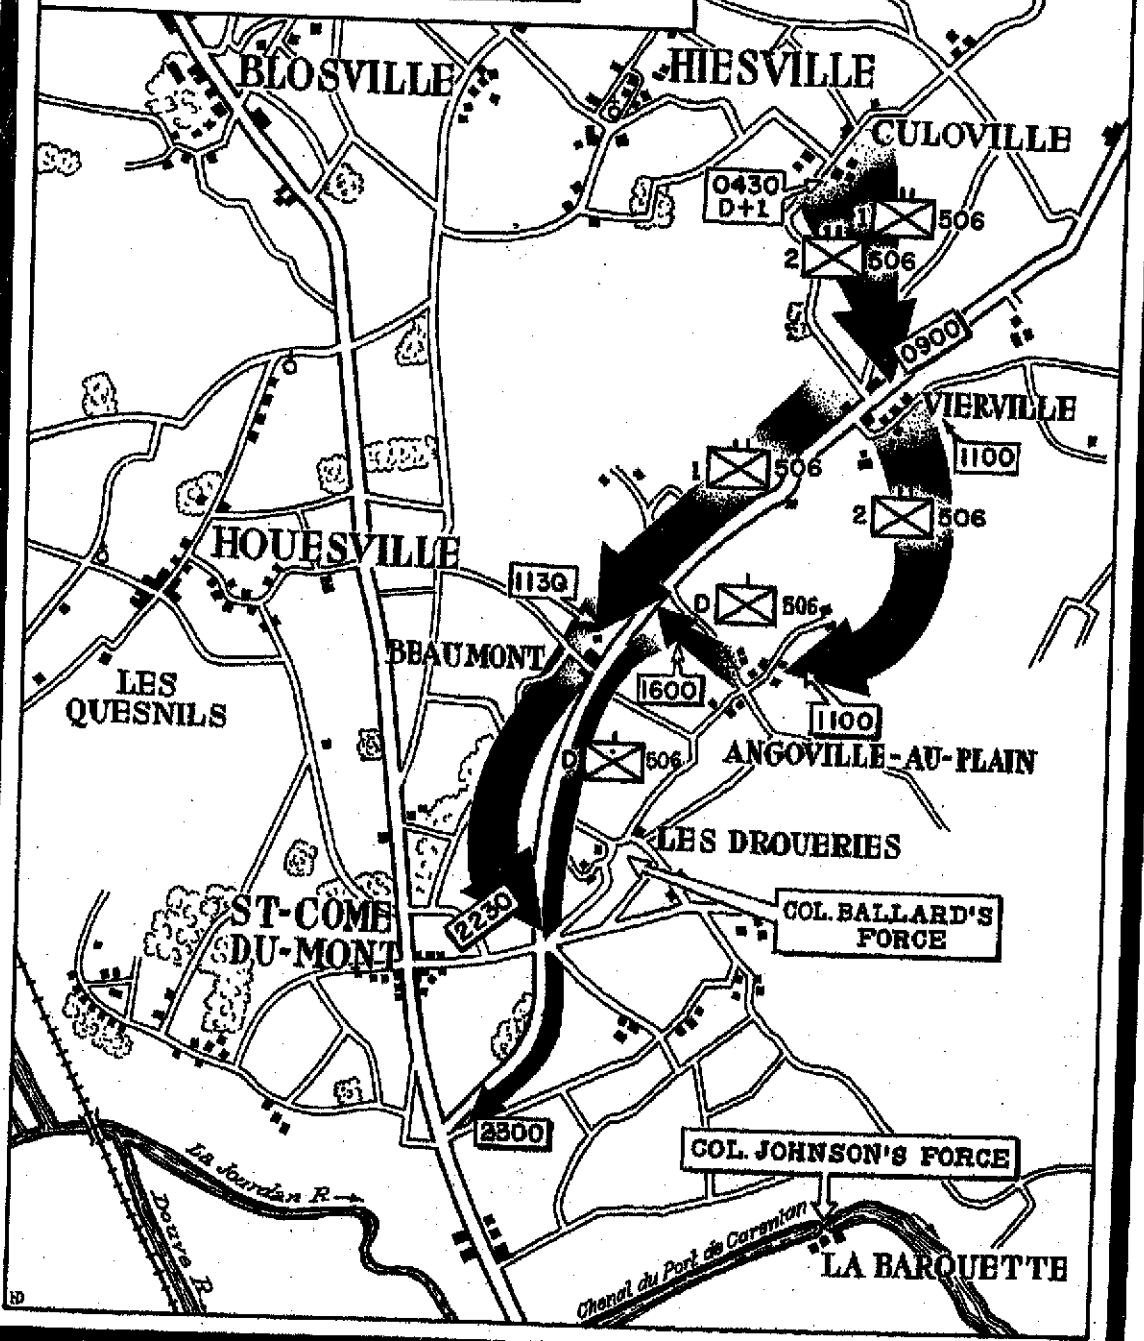 BLOSVILLE
HIESVILLE
CULOVILLE
0430
D+1
1 506
2 506
0900
VIERVILLE
1100
1 506
2 506
HOUESVILLE
1130
D 506
BEAUMONT
1600
LES
QUESNILS
1100
ANGOVILLE-AU-PLAIN
D 506
LES DROUERIES
ST-COME
DU-MONT
2230
COL. BALLARD'S
FORCE
2300
COL. JOHNSON'S FORCE
La Jourdan R
Douve R.
Chenal du Port de Carentan
LA BARQUETTE